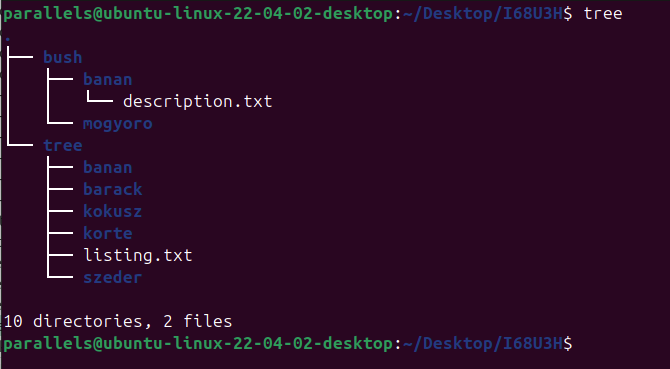 parallels@ubuntu-linux-22-04-02-desktop:~/Desktop/I68U3H$ tree
.
├── bush
│   ├── banan
│   │   └── description.txt
│   └── mogyoro
└── tree
    ├── banan
    ├── barack
    ├── kokusz
    ├── korte
    ├── listing.txt
    └── szeder
10 directories, 2 files
parallels@ubuntu-linux-22-04-02-desktop:~/Desktop/I68U3H$